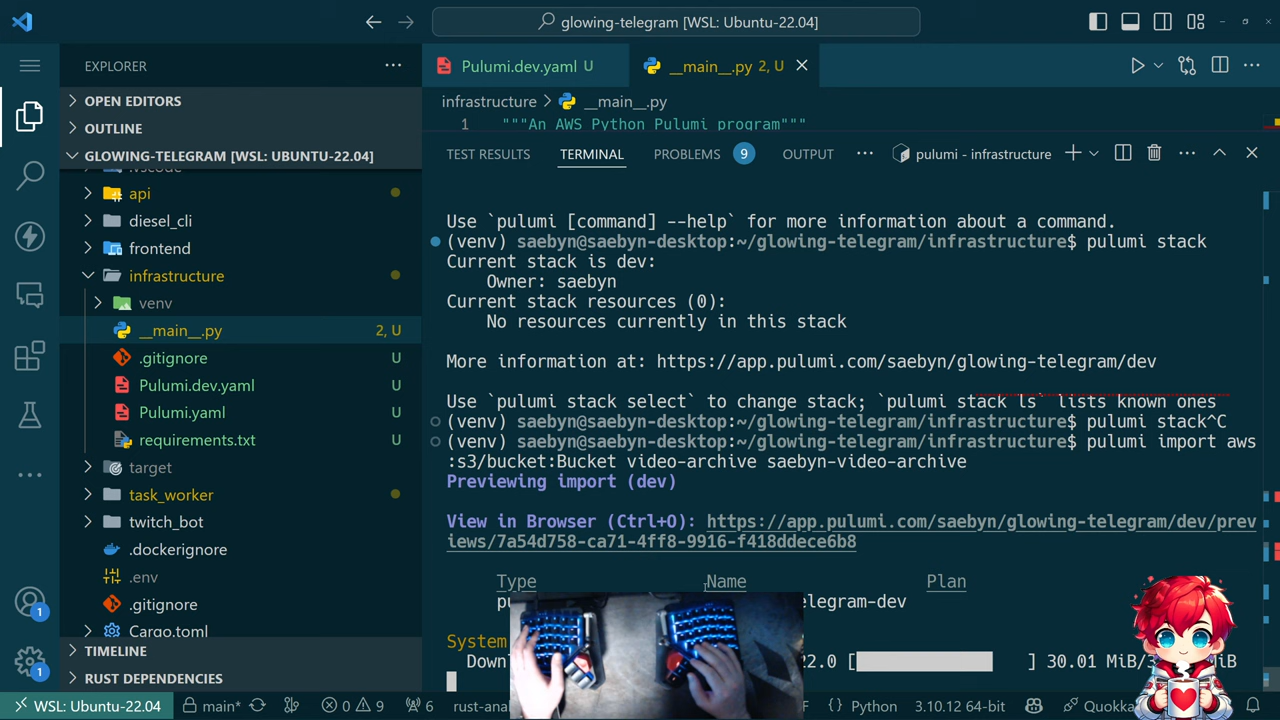 glowing-telegram [WSL: Ubuntu-22.04]
EXPLORER
Pulumi.dev.yaml U
__main__.py 2, U
OPEN EDITORS
infrastructure > __main__.py
OUTLINE
1 """An AWS Python Pulumi program"""
GLOWING-TELEGRAM [WSL: UBUNTU-22.04]
TEST RESULTS TERMINAL PROBLEMS 9 OUTPUT pulumi - infrastructure
.vscode
api
diesel_cli
frontend
infrastructure
venv
__main__.py 2, U
.gitignore U
Pulumi.dev.yaml U
Pulumi.yaml U
requirements.txt U
target
task_worker
twitch_bot
.dockerignore
.env
.gitignore
Cargo.toml
TIMELINE
RUST DEPENDENCIES
Use `pulumi [command] --help` for more information about a command.
(venv) saebyn@saebyn-desktop:~/glowing-telegram/infrastructure$ pulumi stack
Current stack is dev:
Owner: saebyn
Current stack resources (0):
No resources currently in this stack
More information at: https://app.pulumi.com/saebyn/glowing-telegram/dev
Use `pulumi stack select` to change stack; `pulumi stack ls` lists known ones
(venv) saebyn@saebyn-desktop:~/glowing-telegram/infrastructure$ pulumi stack^C
(venv) saebyn@saebyn-desktop:~/glowing-telegram/infrastructure$ pulumi import aws
:s3/bucket:Bucket video-archive saebyn-video-archive
Previewing import (dev)
View in Browser (Ctrl+O): https://app.pulumi.com/saebyn/glowing-telegram/dev/prev
iews/7a54d758-ca71-4ff8-9916-f418ddece6b8
Type Name Plan
elegram-dev
System
22.0 [ ] 30.01 MiB/ MiB
1
1
WSL: Ubuntu-22.04 main* 0 9 6 Python 3.10.12 64-bit